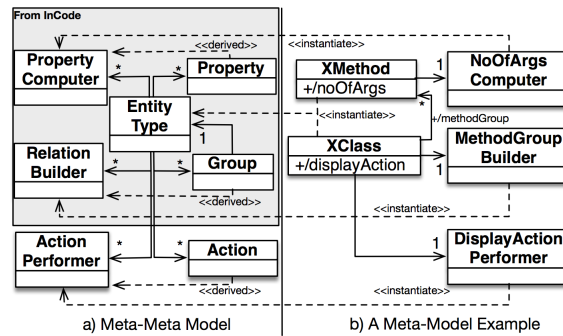 From InCode
Property
Computer
*
*
<<derived>>
Property
Entity
Type
1
Relation
Builder
*
*
Group
<<derived>>
Action
Performer
*
*
Action
<<derived>>
a) Meta-Meta Model
<<instantiate>>
XMethod
+/noOfArgs
1
NoOfArgs
Computer
*
<<instantiate>>
+/methodGroup
XClass
+/displayAction
1
MethodGroup
Builder
<<instantiate>>
1
DisplayAction
Performer
<<instantiate>>
b) A Meta-Model Example